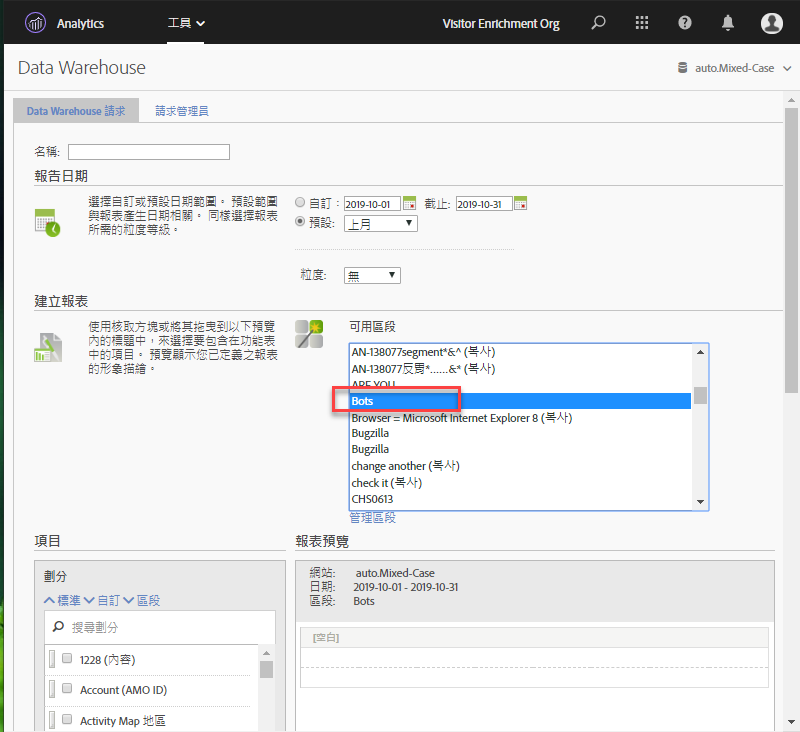 Analytics
工具
Visitor Enrichment Org
Data Warehouse
auto.Mixed-Case
Data Warehouse 請求
請求管理員
名稱:
報告日期
選擇自訂或預設日期範圍。 預設範圍
與報表產生日期相關。 同樣選擇報表
所需的粒度等級。
自訂：
2019-10-01
截止:
2019-10-31
預設:
上月
粒度:
無
建立報表
使用核取方塊或將其拖曳到以下預覽
內的標題中，來選擇要包含在功能表
中的項目。 預覽顯示您已定義之報表
的形象描繪。
可用區段
AN-138077segment*&^ (복사)
AN-138077反胃*......&* (복사)
ARE YOU
Bots
Browser = Microsoft Internet Explorer 8 (복사)
Bugzilla
Bugzilla
change another (복사)
check it (복사)
CHS0613
管理區段
項目
劃分
標準
自訂
區段
搜尋劃分
1228 (內容)
Account (AMO ID)
Activity Map 地區
報表預覽
網站: auto.Mixed-Case
日期: 2019-10-01 - 2019-10-31
區段: Bots
[空白]